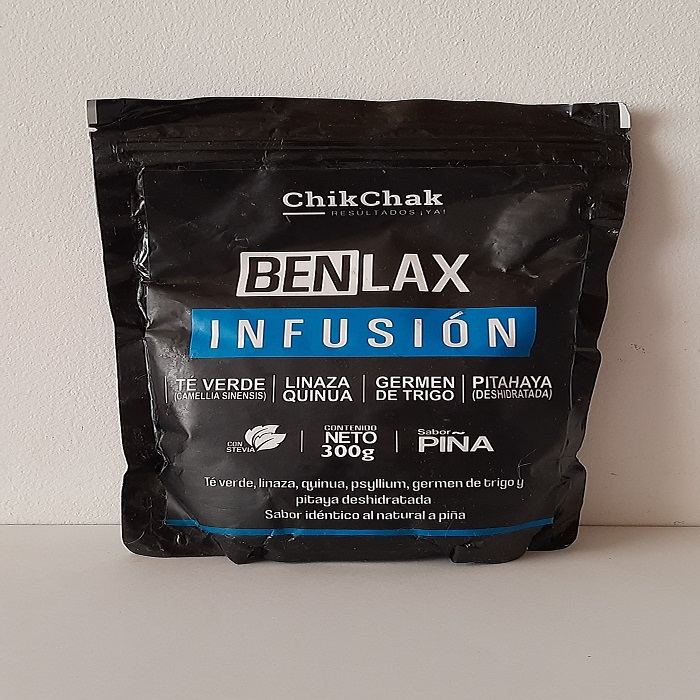 ChikChak
RESULTADOS ¡YA!
BENLAX
INFUSIÓN
TÉ VERDE
(CAMELLIA SINENSIS)
LINAZA
QUINUA
GERMEN
DE TRIGO
PITAHAYA
(DESHIDRATADA)
CON
STEVIA
CONTENIDO
NETO
300g
Sabor
PIÑA
Té verde, linaza, quinua, psyllium, germen de trigo y
pitaya deshidratada
Sabor idéntico al natural a piña